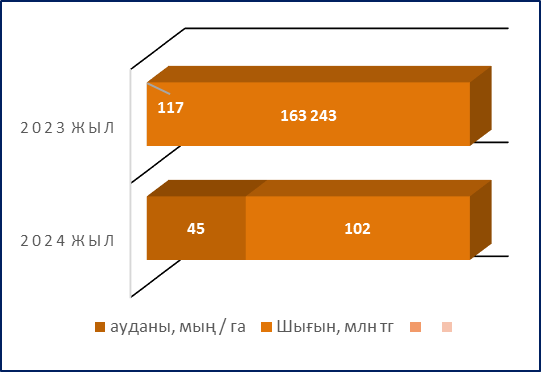 117
163 243
2023 ЖЫЛ
45
102
2024 ЖЫЛ
ауданы, мың / га Шығын, млн тг